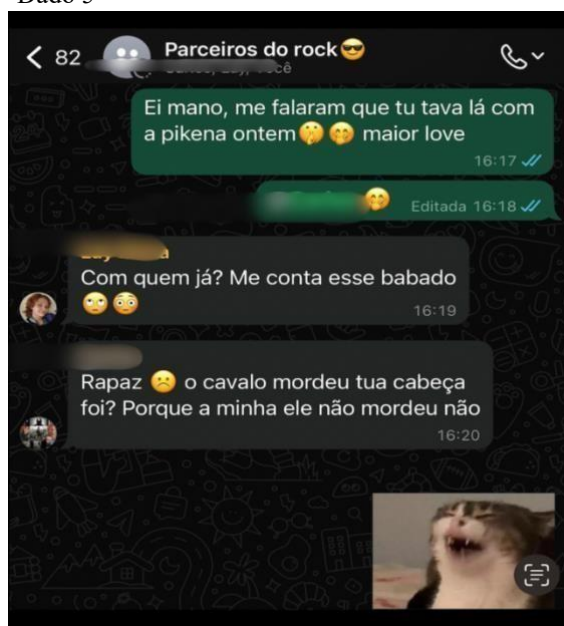 Dado 5
82
Parceiros do rock😎
Ei mano, me falaram que tu tava lá com
a pikena ontem🤫🤭 maior love
16:17
🤭 Editada 16:18
Com quem já? Me conta esse babado
🙄😳
16:19
Rapaz ☹️ o cavalo mordeu tua cabeça
foi? Porque a minha ele não mordeu não
16:20